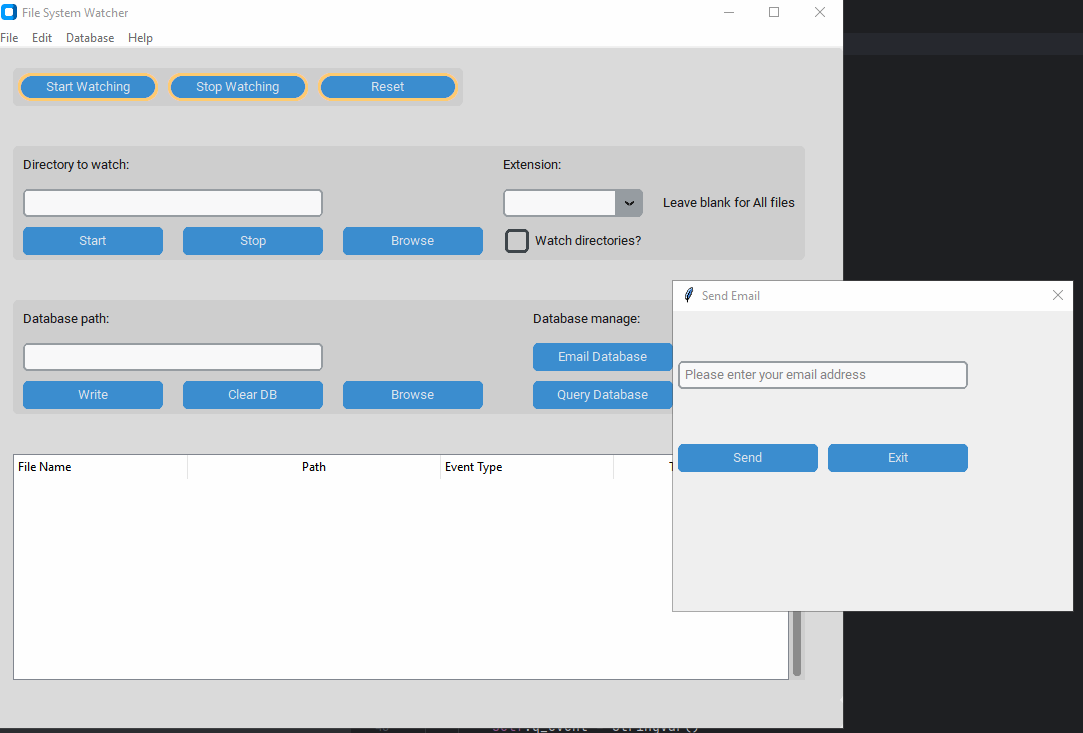 File System Watcher
File Edit Database Help
Start Watching Stop Watching Reset
Directory to watch: Extension:
Leave blank for All files
Start Stop Browse Watch directories?
Send Email
Database path: Database manage:
Email Database
Please enter your email address
Write Clear DB Browse Query Database
Send Exit
File Name Path Event Type